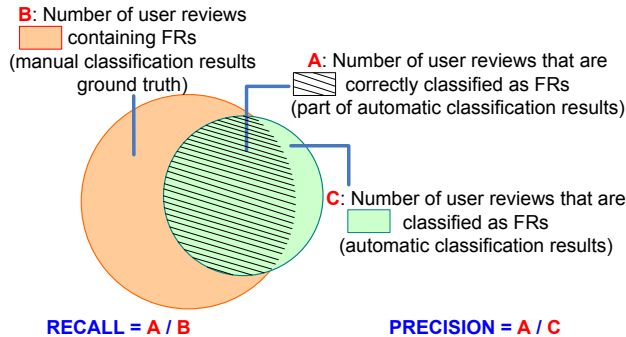 B: Number of user reviews
containing FRs
(manual classification results
ground truth)
A: Number of user reviews that are
correctly classified as FRs
(part of automatic classification results)
C: Number of user reviews that are
classified as FRs
(automatic classification results)
RECALL = A / B
PRECISION = A / C